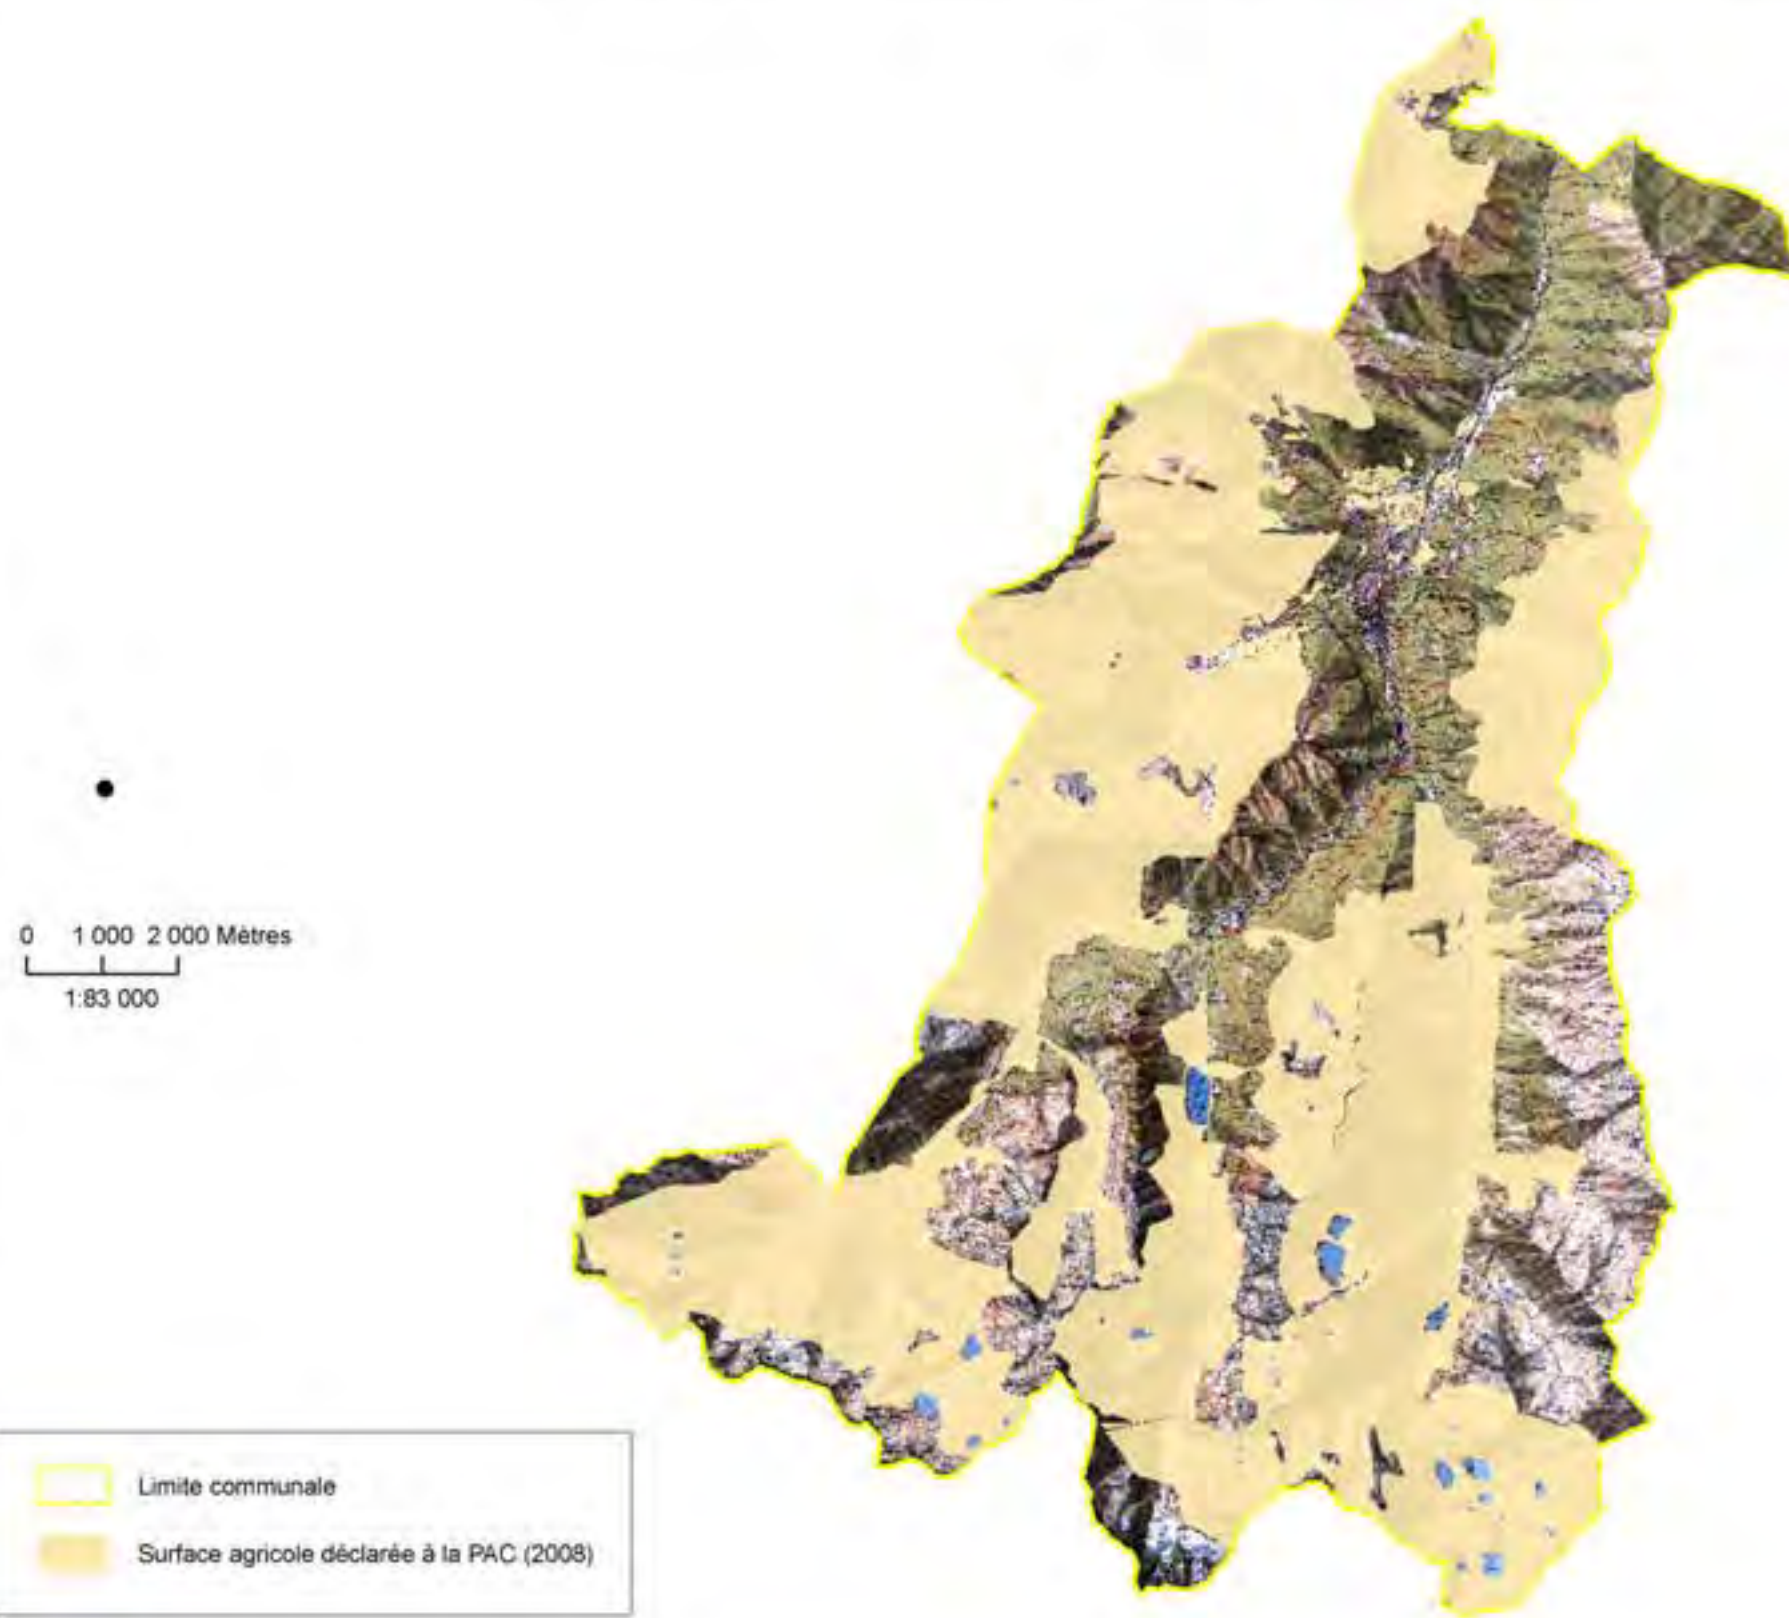 0 1 000 2 000 Mètres
1:83 000
Limite communale
Surface agricole déclarée à la PAC (2008)